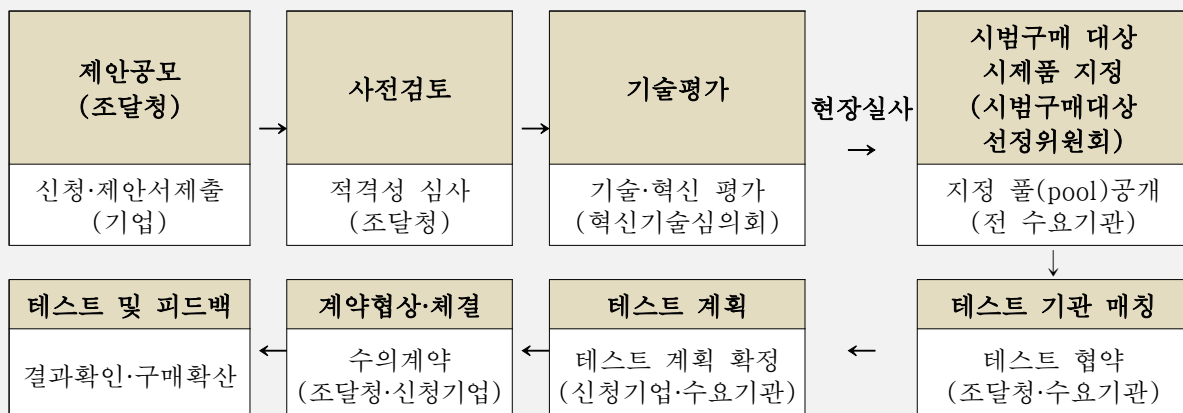 제안공모
(조달청)
신청·제안서제출
(기업)
→
사전검토
적격성 심사
(조달청)
→
기술평가
기술·혁신 평가
(혁신기술심의회)
현장실사
→
시범구매 대상
시제품 지정
(시범구매대상
선정위원회)
지정 풀(pool)공개
(전 수요기관)
↓
테스트 기관 매칭
테스트 협약
(조달청·수요기관)
←
테스트 계획
테스트 계획 확정
(신청기업·수요기관)
←
계약협상·체결
수의계약
(조달청·신청기업)
←
테스트 및 피드백
결과확인·구매확산